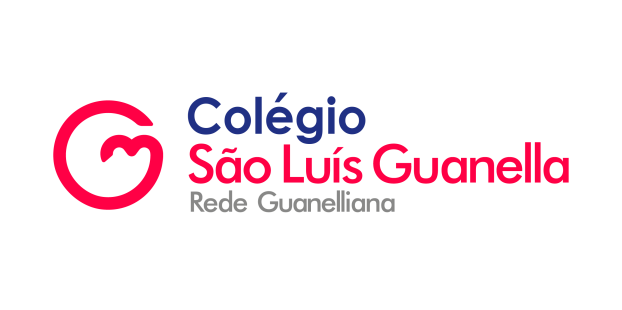 Colégio
São Luís Guanella
Rede Guanelliana